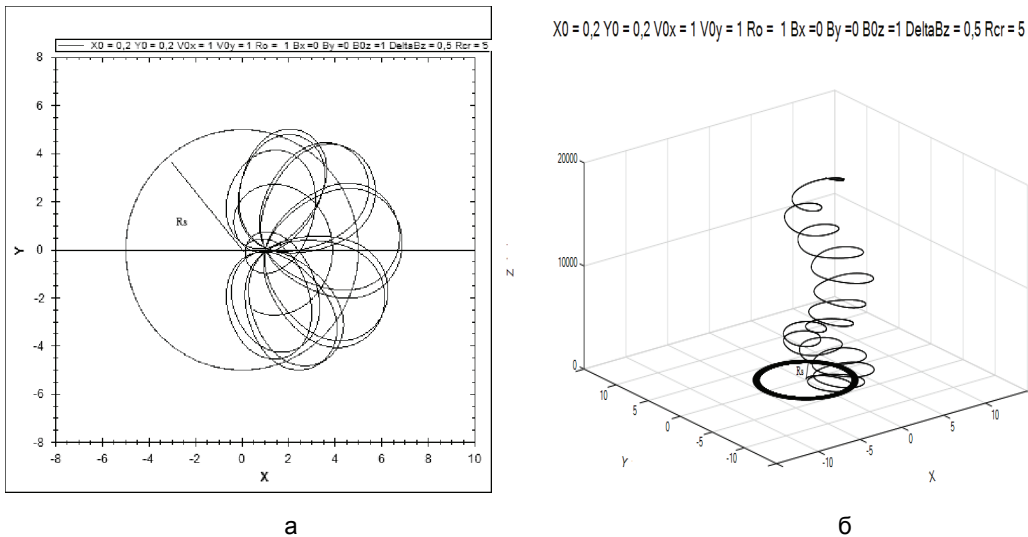 X0 = 0,2 Y0 = 0,2 V0x = 1 V0y = 1 Ro = 1 Bx =0 By =0 B0z =1 DeltaBz = 0,5 Rcr = 5
8
6
4
2
0
-2
-4
-6
-8
Y
Rs
-8 -6 -4 -2 0 2 4 6 8 10
X
а
X0 = 0,2 Y0 = 0,2 V0x = 1 V0y = 1 Ro = 1 Bx =0 By =0 B0z =1 DeltaBz = 0,5 Rcr = 5
20000
10000
0
Z
Rs
10
5
0
-5
-10
Y
-10
-5
0
5
10
X
б